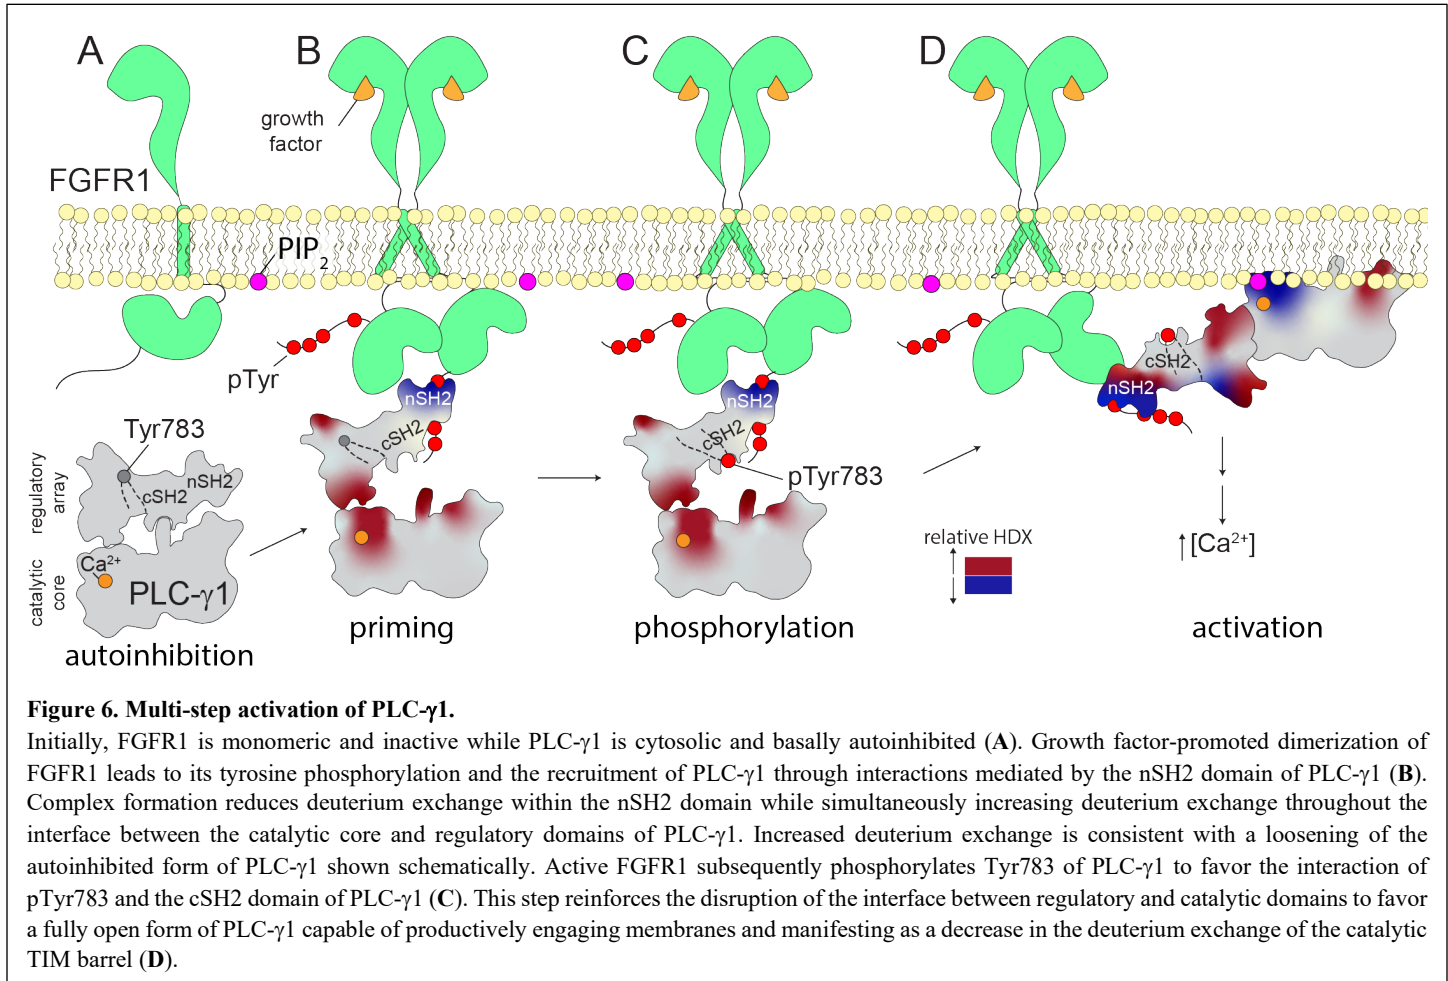 A
B
C
D
growth
factor
FGFR1
PIP2
pTyr
nSH2
cSH2
nSH2
cSH2
pTyr783
nSH2
cSH2
Tyr783
regulatory
array
cSH2
nSH2
catalytic
core
Ca²⁺
PLC-γ1
relative HDX
↑[Ca²⁺]
autoinhibition
priming
phosphorylation
activation
Figure 6. Multi-step activation of PLC-γ1.
Initially, FGFR1 is monomeric and inactive while PLC-γ1 is cytosolic and basally autoinhibited (A). Growth factor-promoted dimerization of
FGFR1 leads to its tyrosine phosphorylation and the recruitment of PLC-γ1 through interactions mediated by the nSH2 domain of PLC-γ1 (B).
Complex formation reduces deuterium exchange within the nSH2 domain while simultaneously increasing deuterium exchange throughout the
interface between the catalytic core and regulatory domains of PLC-γ1. Increased deuterium exchange is consistent with a loosening of the
autoinhibited form of PLC-γ1 shown schematically. Active FGFR1 subsequently phosphorylates Tyr783 of PLC-γ1 to favor the interaction of
pTyr783 and the cSH2 domain of PLC-γ1 (C). This step reinforces the disruption of the interface between regulatory and catalytic domains to favor
a fully open form of PLC-γ1 capable of productively engaging membranes and manifesting as a decrease in the deuterium exchange of the catalytic
TIM barrel (D).